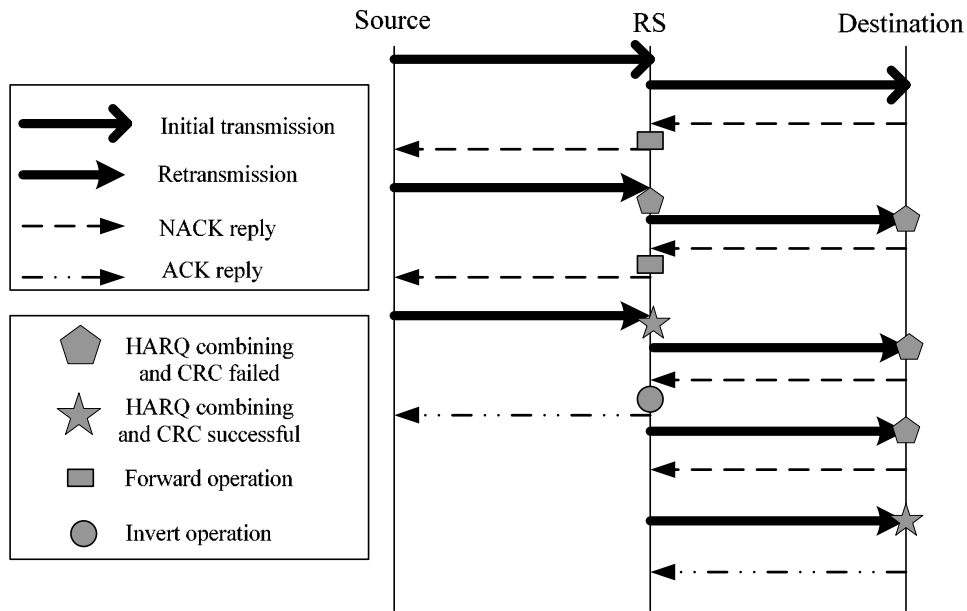 Source
RS
Destination
Initial transmission
Retransmission
NACK reply
ACK reply
HARQ combining
and CRC failed
HARQ combining
and CRC successful
Forward operation
Invert operation